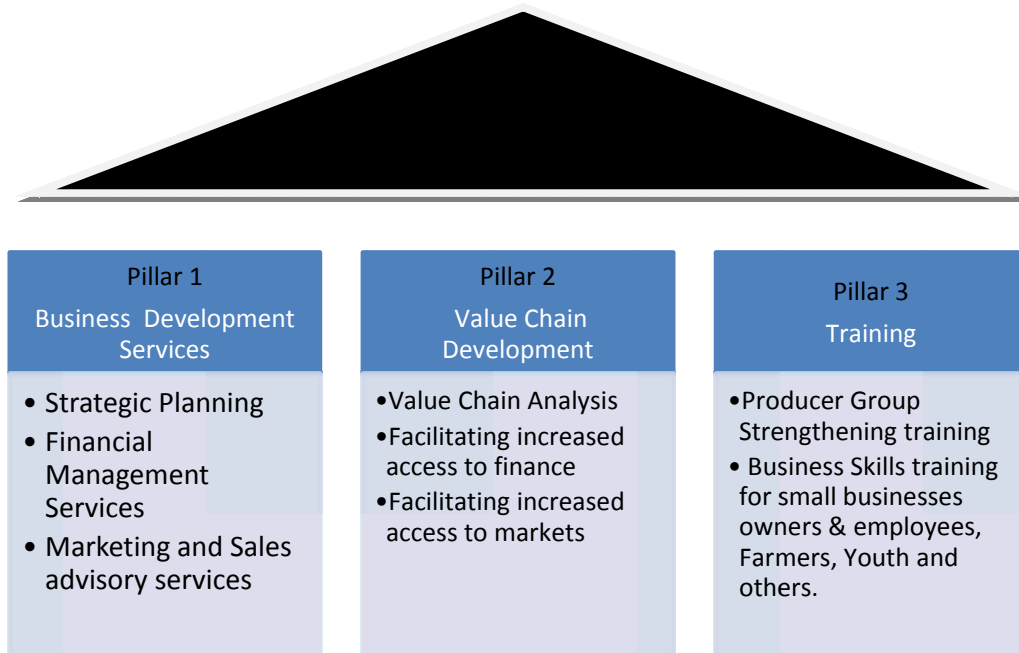 Pillar 1
Business Development
Services
• Strategic Planning
• Financial
Management
Services
• Marketing and Sales
advisory services
Pillar 2
Value Chain
Development
•Value Chain Analysis
•Facilitating increased
access to finance
•Facilitating increased
access to markets
Pillar 3
Training
•Producer Group
Strengthening training
• Business Skills training
for small businesses
owners & employees,
Farmers, Youth and
others.